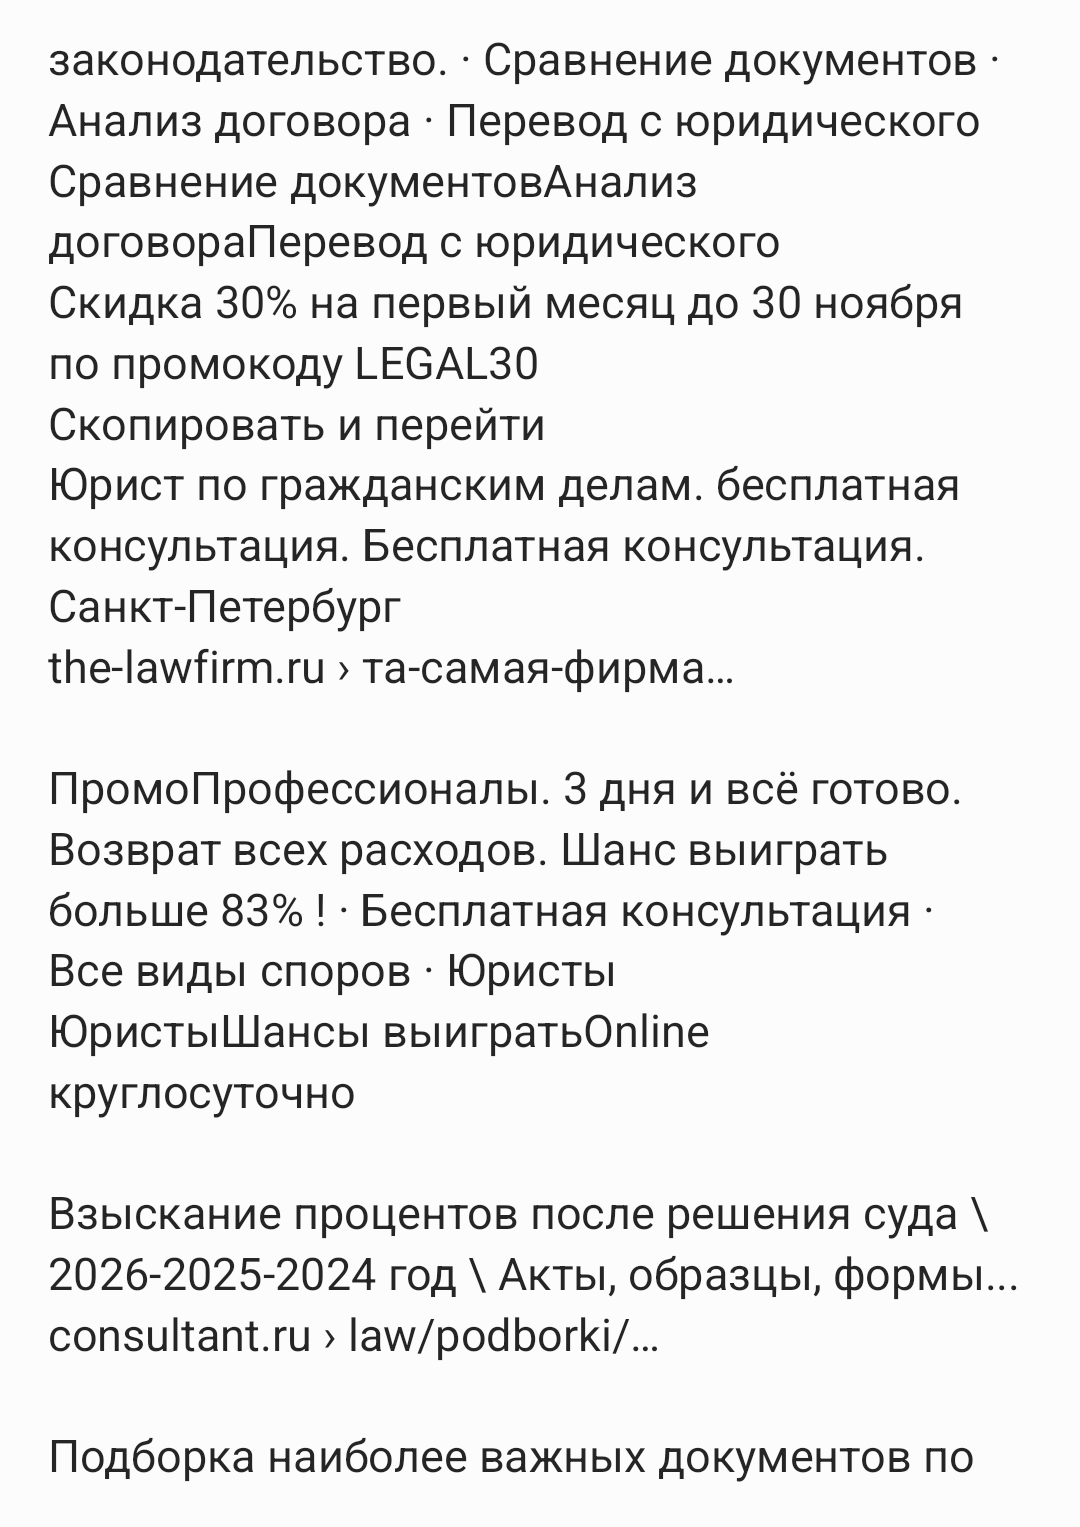 законодательство. · Сравнение документов ·
Анализ договора · Перевод с юридического
Сравнение документовАнализ
договораПеревод с юридического
Скидка 30% на первый месяц до 30 ноября
по промокоду LEGAL30
Скопировать и перейти
Юрист по гражданским делам. бесплатная
консультация. Бесплатная консультация.
Санкт-Петербург
the-lawfirm.ru › та-самая-фирма…
ПромоПрофессионалы. 3 дня и всё готово.
Возврат всех расходов. Шанс выиграть
больше 83% ! · Бесплатная консультация ·
Все виды споров · Юристы
ЮристыШансы выигратьOnline
круглосуточно
Взыскание процентов после решения суда \
2026-2025-2024 год \ Акты, образцы, формы...
consultant.ru › law/podborki/…
Подборка наиболее важных документов по